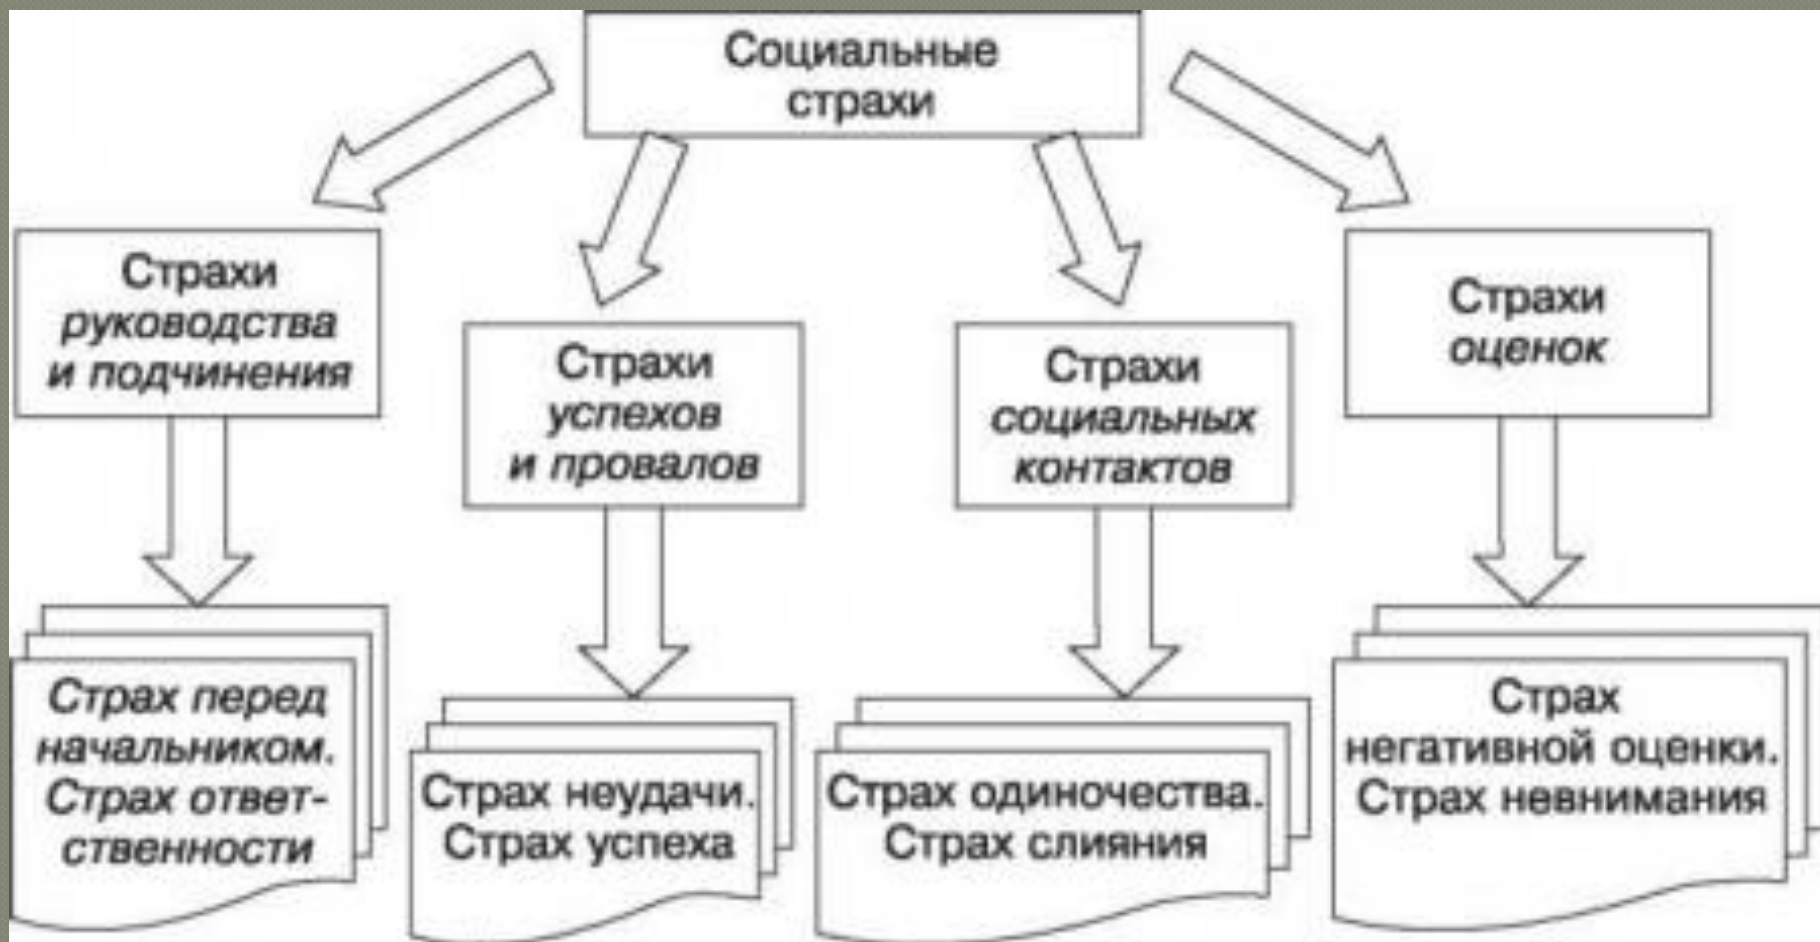 Социальные
страхи
Страхи
руководства
и подчинения
Страхи
успехов
и провалов
Страхи
социальных
контактов
Страхи
оценок
Страх перед
начальником.
Страх ответ-
ственности
Страх неудачи.
Страх успеха
Страх одиночества.
Страх слияния
Страх
негативной оценки.
Страх невнимания